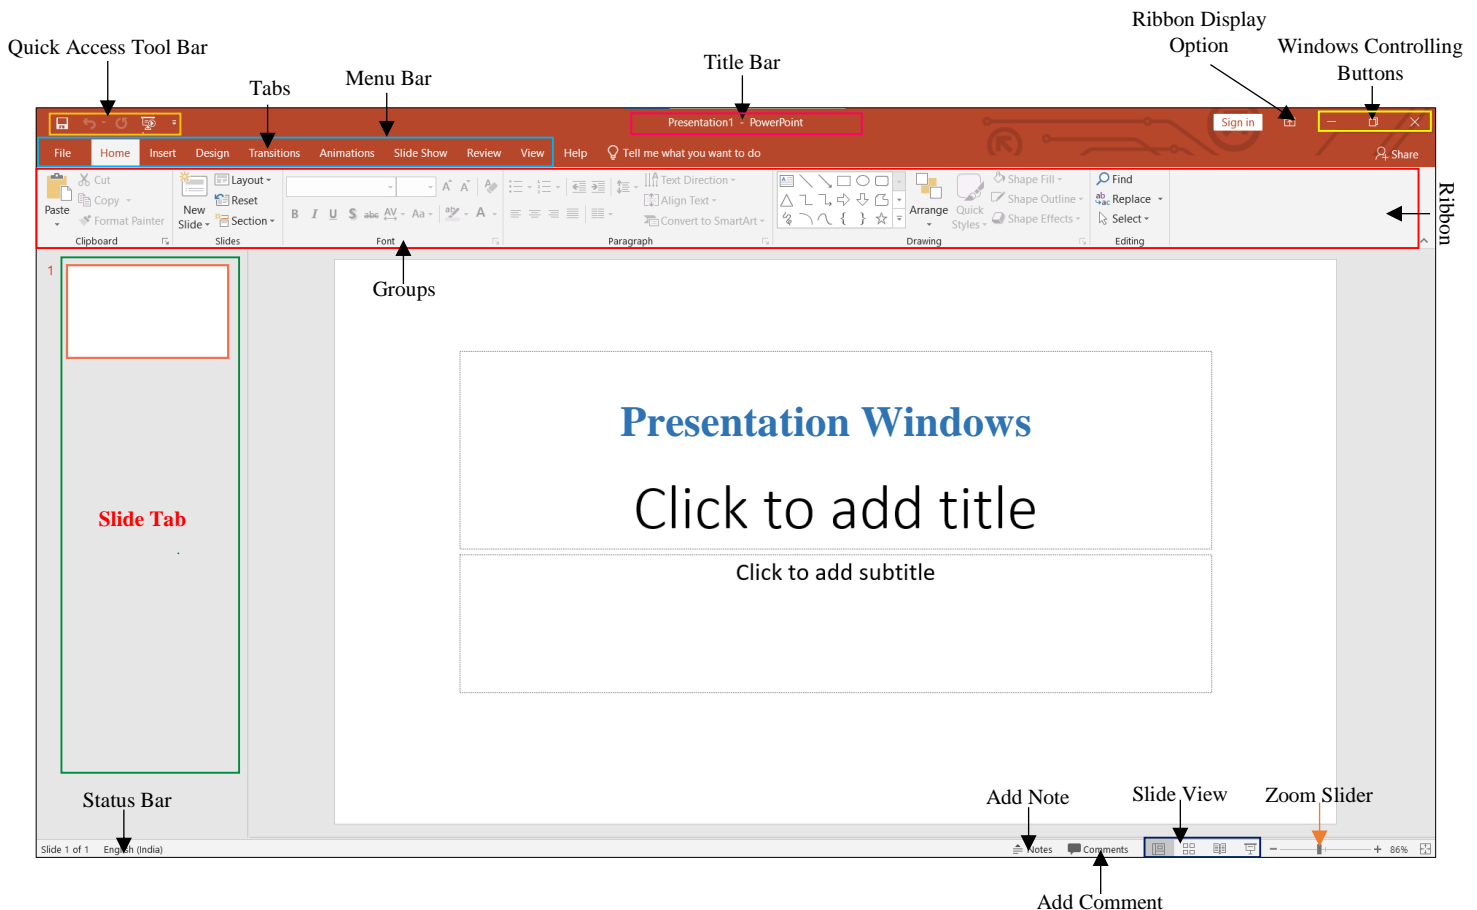 Ribbon Display
Option
Quick Access Tool Bar
Windows Controlling
Buttons
Title Bar
Menu Bar
Tabs
Presentation1 - PowerPoint
Sign in
File Home Insert Design Transitions Animations Slide Show Review View Help Tell me what you want to do
Share
Paste
Cut
Copy
Format Painter
Clipboard
New
Slide
Layout
Reset
Section
Slides
B I U S abc AV Aa A
Font
Text Direction
Align Text
Convert to SmartArt
Paragraph
Arrange
Quick
Styles
Shape Fill
Shape Outline
Shape Effects
Drawing
Find
Replace
Select
Editing
Ribbon
1
Groups
Presentation Windows
Click to add title
Slide Tab
Click to add subtitle
Status Bar
Add Note
Slide View
Zoom Slider
Slide 1 of 1 English (India)
Notes Comments
86%
Add Comment